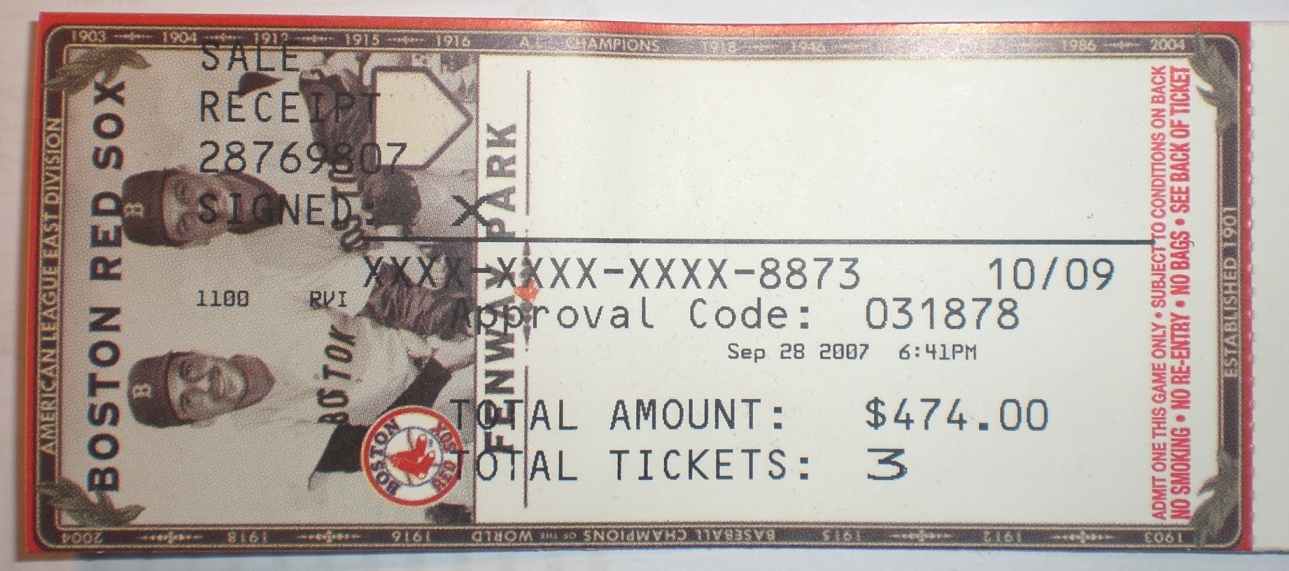 1903 1904 1912 1915 1916 A.L. CHAMPIONS 1918 1946 1986 2004
AMERICAN LEAGUE EAST DIVISION
BOSTON RED SOX
SALE
RECEIPT
28769807
SIGNED: X
B
BOSTON
FENWAY PARK
XXXX-XXXX-XXXX-8873 10/09
1100 RVI
Approval Code: 031878
Sep 28 2007 6:41PM
B
BOSTON
TOTAL AMOUNT: $474.00
TOTAL TICKETS: 3
BOSTON RED SOX
ADMIT ONE THIS GAME ONLY • SUBJECT TO CONDITIONS ON BACK
NO SMOKING • NO RE-ENTRY • NO BAGS • SEE BACK OF TICKET
ESTABLISHED 1901
1903 1912 1915 BASEBALL CHAMPIONS OF THE WORLD 1916 1918 2004